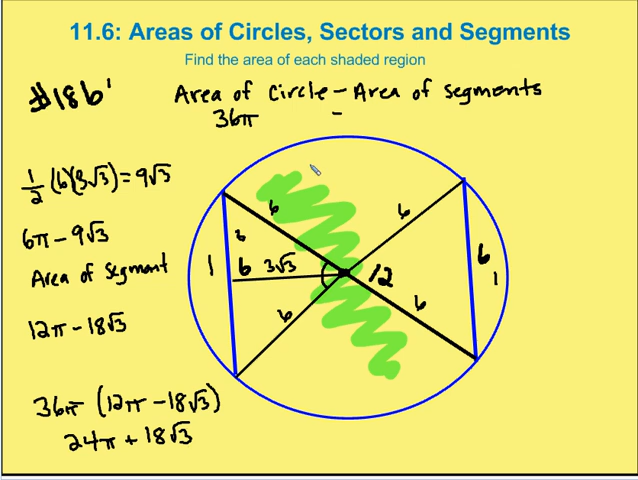 11.6: Areas of Circles, Sectors and Segments
Find the area of each shaded region
#18b'
Area of Circle - Area of Segments
36π -
1/2 (6)(3√3) = 9√3
6π - 9√3
Area of Segment
12π - 18√3
36π - (12π - 18√3)
24π + 18√3
6
6
3
1
6
3√3
12
6
1
6
6